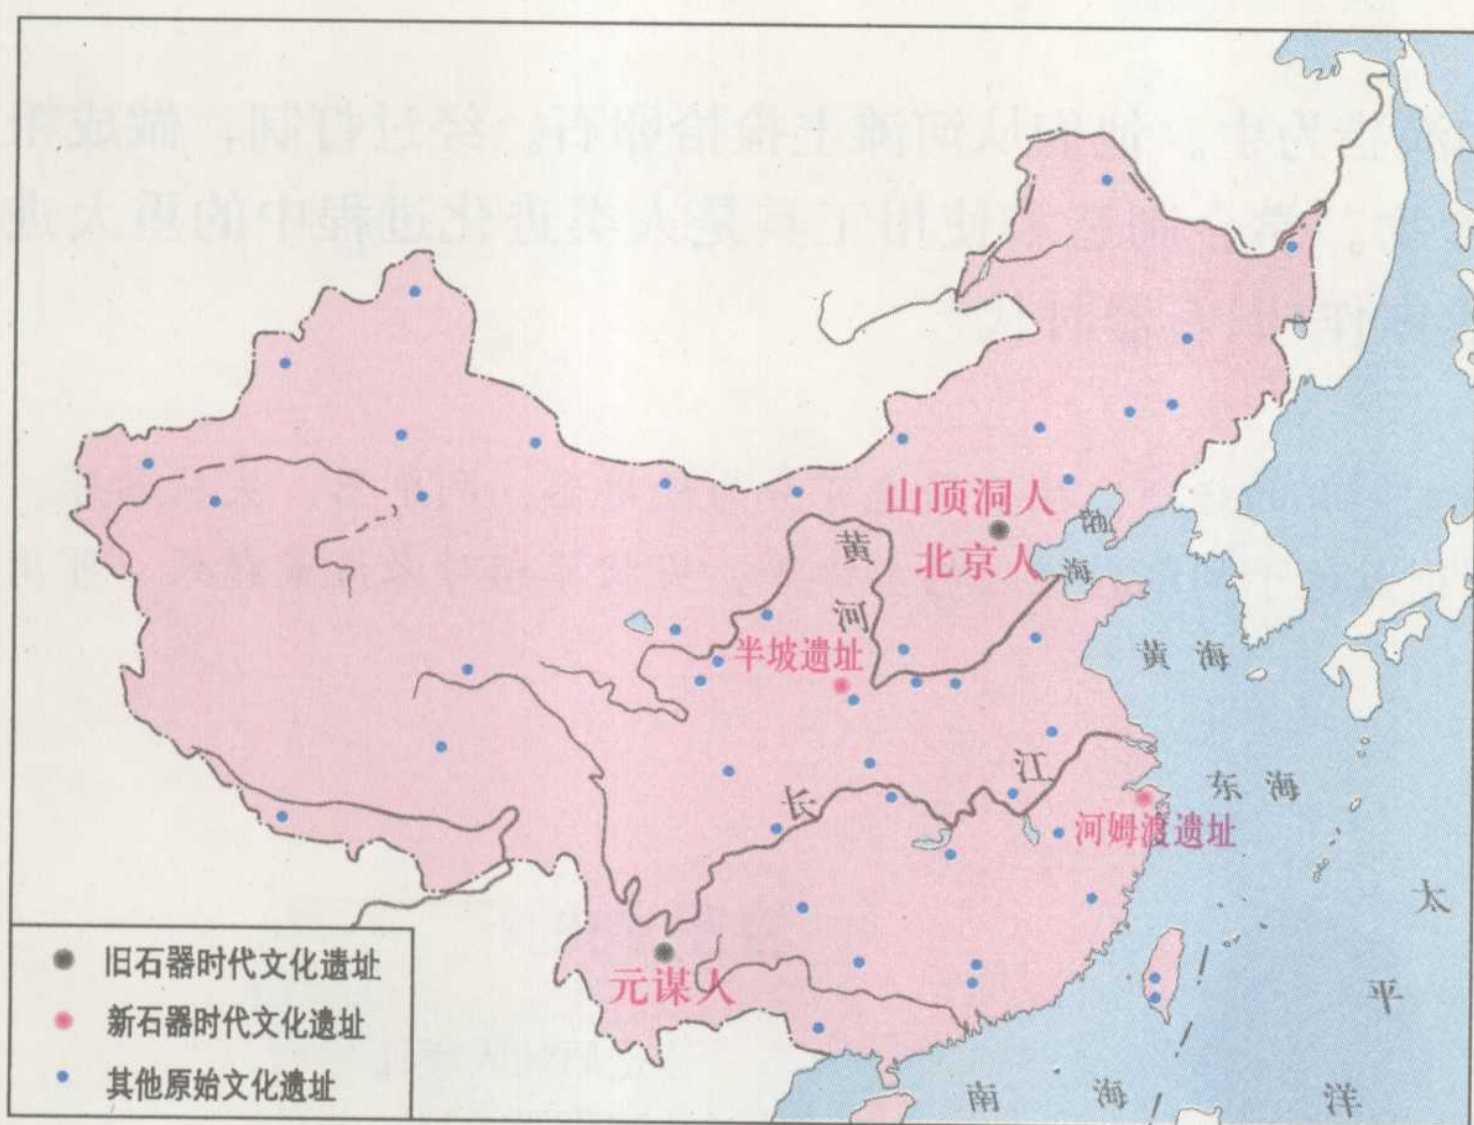 山顶洞人
北京人
渤
海
黄
河
半坡遗址
黄海
长
江
东海
河姆渡遗址
太
平
洋
元谋人
南海
旧石器时代文化遗址
新石器时代文化遗址
其他原始文化遗址